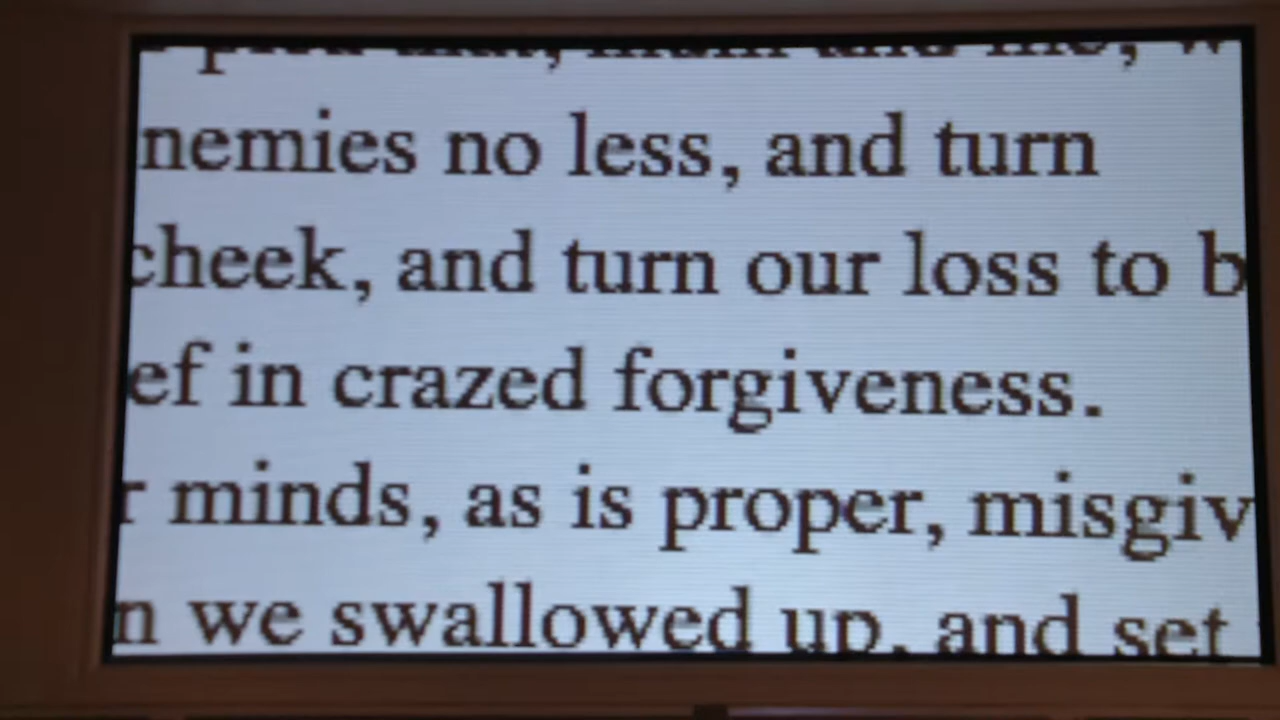 nemies no less, and turn
cheek, and turn our loss to b
ef in crazed forgiveness.
r minds, as is proper, misgiv
n we swallowed up, and set